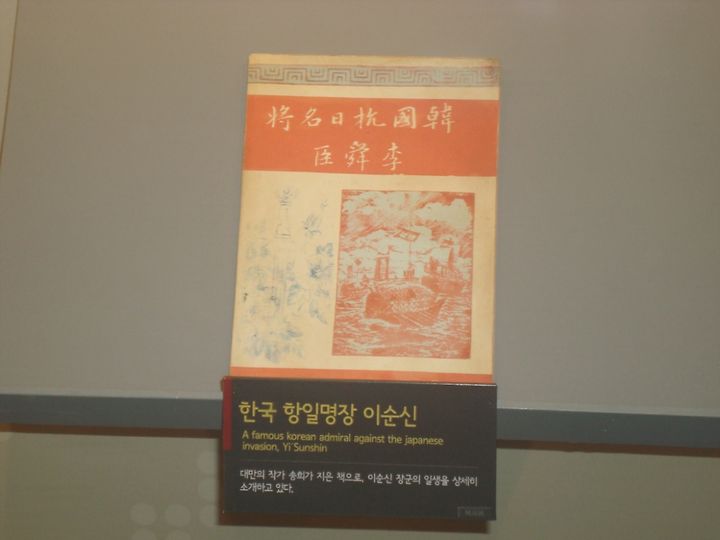 韓國抗日名將
李舜臣
한국 항일명장 이순신
A famous korean admiral against the japanese
invasion, Yi Sunshin
대만의 작가 송희가 지은 책으로, 이순신 장군의 일생을 상세히
소개하고 있다.